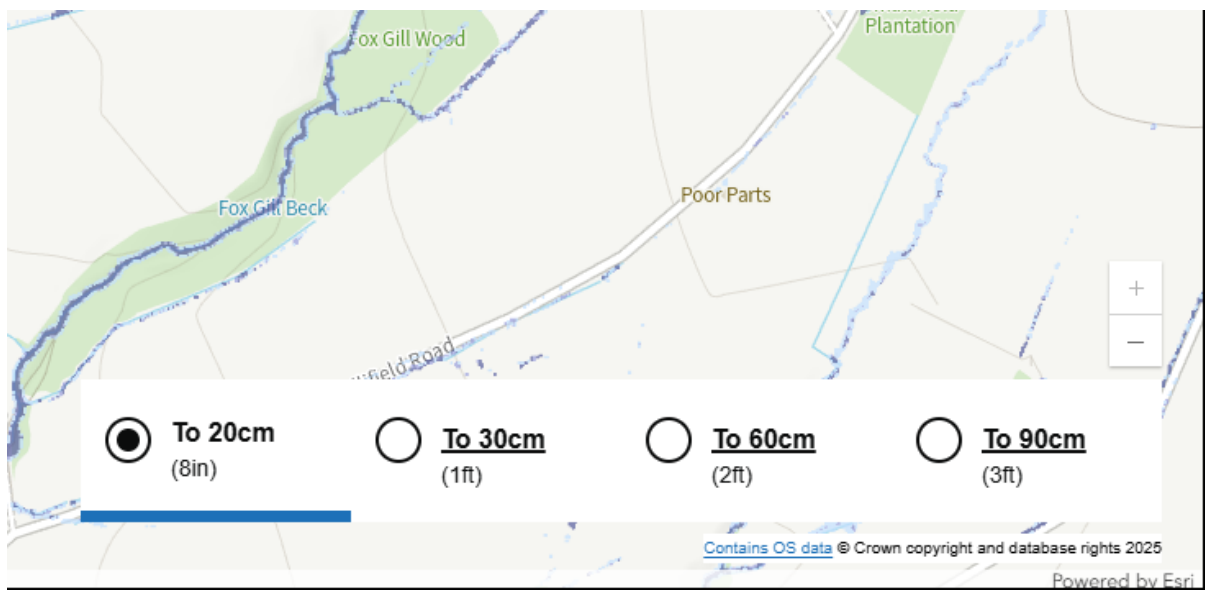 Fox Gill Wood
Plantation
Poor Parts
Fox Gill Beck
Road
+
−
To 20cm
(8in)
To 30cm
(1ft)
To 60cm
(2ft)
To 90cm
(3ft)
Contains OS data © Crown copyright and database rights 2025
Powered by Esri